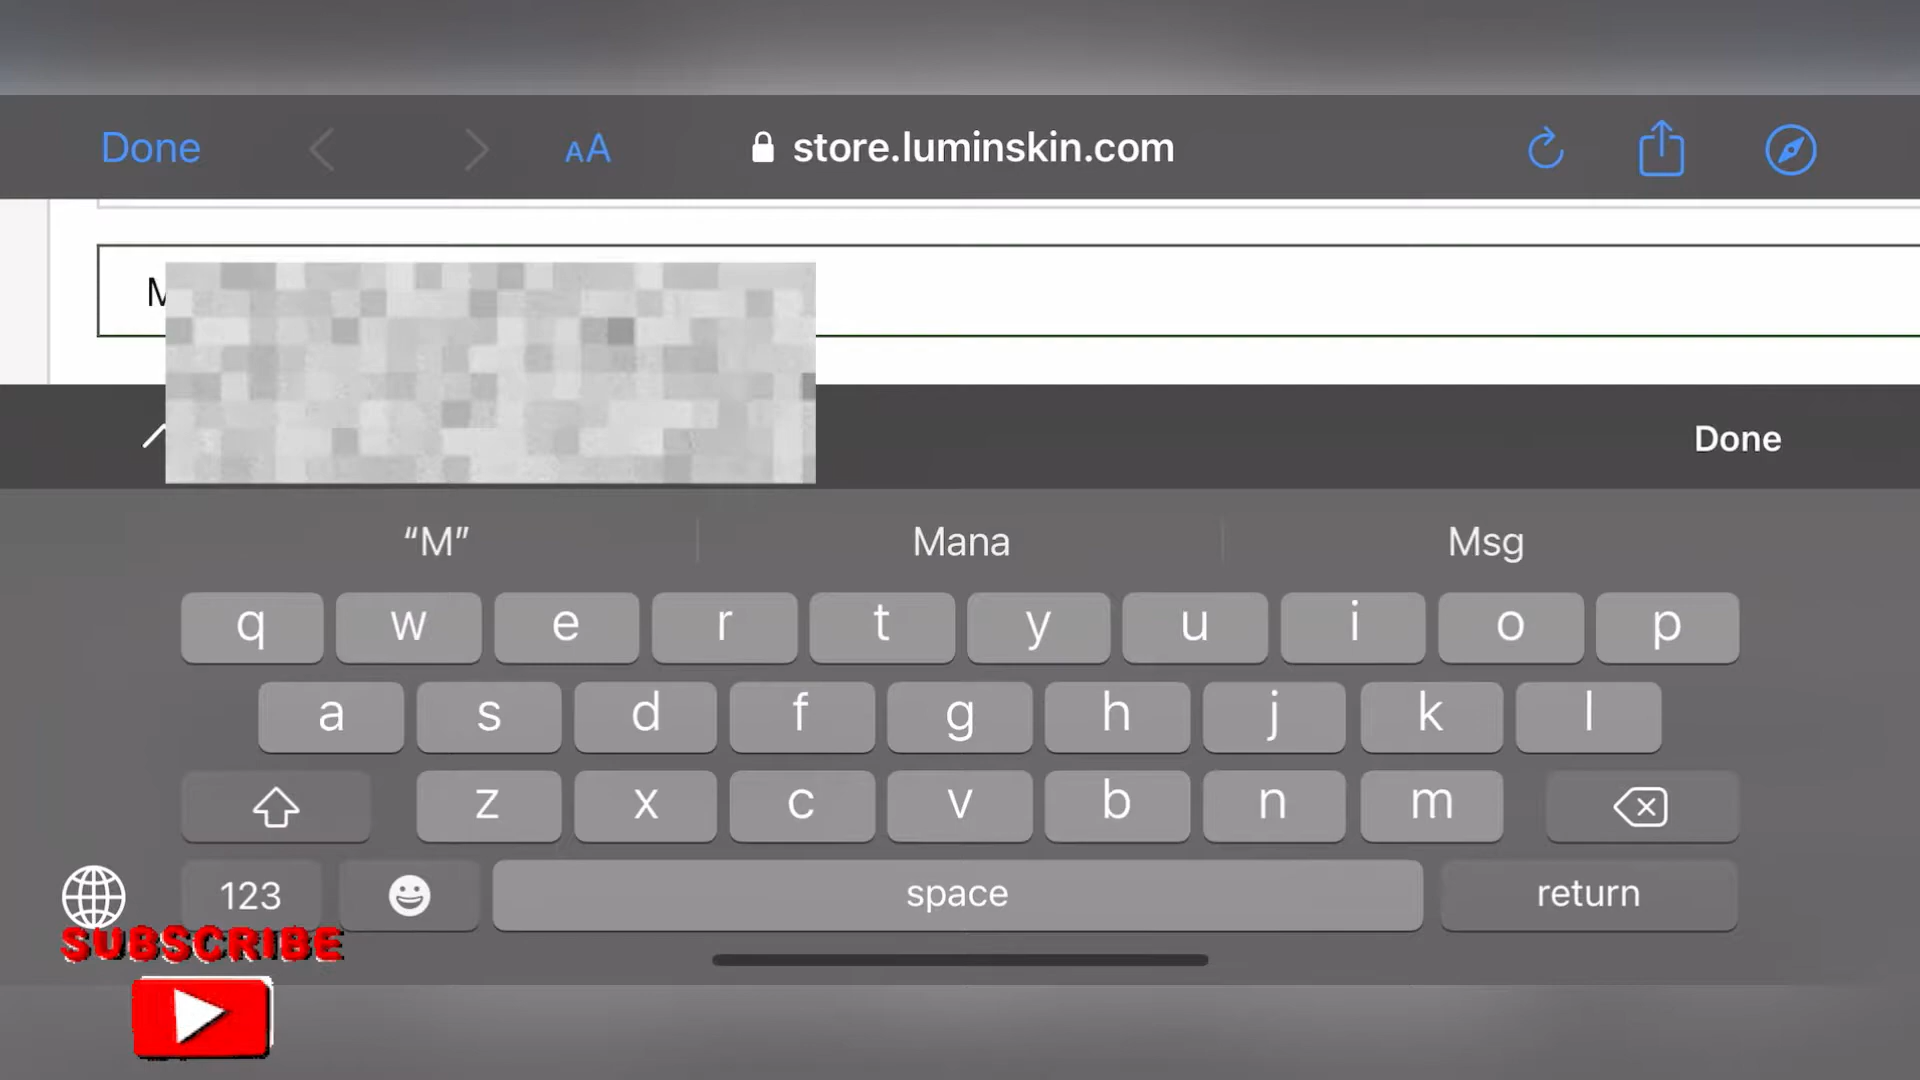 Done
AA
store.luminskin.com
M
Done
“M”
Mana
Msg
q w e r t y u i o p
a s d f g h j k l
z x c v b n m
123
space
return
SUBSCRIBE